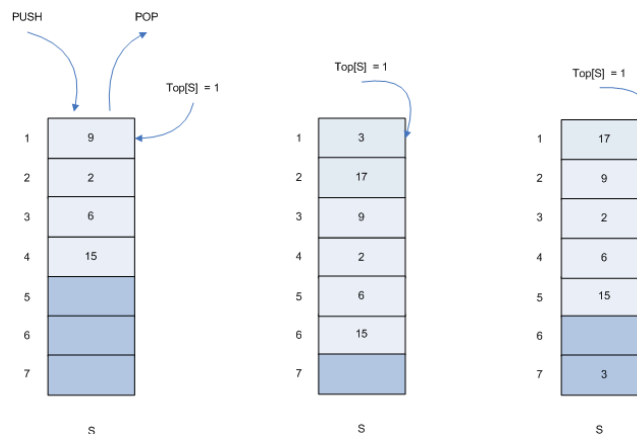 PUSH
POP
Top[S] = 1
1 9
2 2
3 6
4 15
5
6
7
S
Top[S] = 1
1 3
2 17
3 9
4 2
5 6
6 15
7
S
Top[S] = 1
1 17
2 9
3 2
4 6
5 15
6
7 3
S